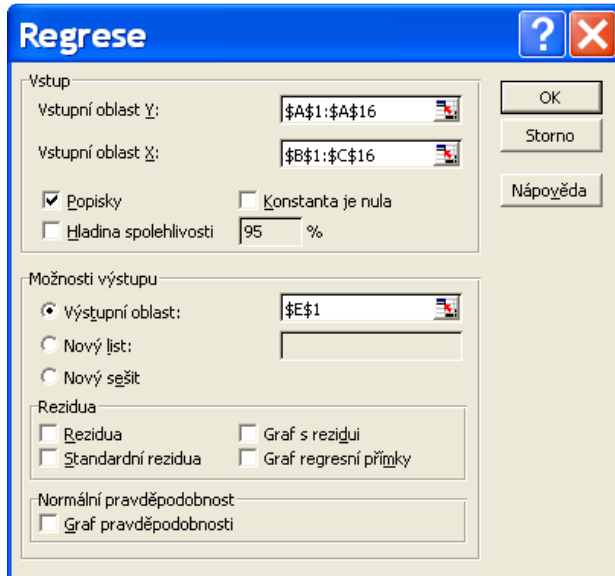 Regrese
?
Vstup
Vstupní oblast Y: $A$1:$A$16
Vstupní oblast X: $B$1:$C$16
Popisky Konstanta je nula
Hladina spolehlivosti 95 %
OK
Storno
Nápověda
Možnosti výstupu
Výstupní oblast: $E$1
Nový list:
Nový sešit
Rezidua
Rezidua Graf s rezidui
Standardní rezidua Graf regresní přímky
Normální pravděpodobnost
Graf pravděpodobnosti